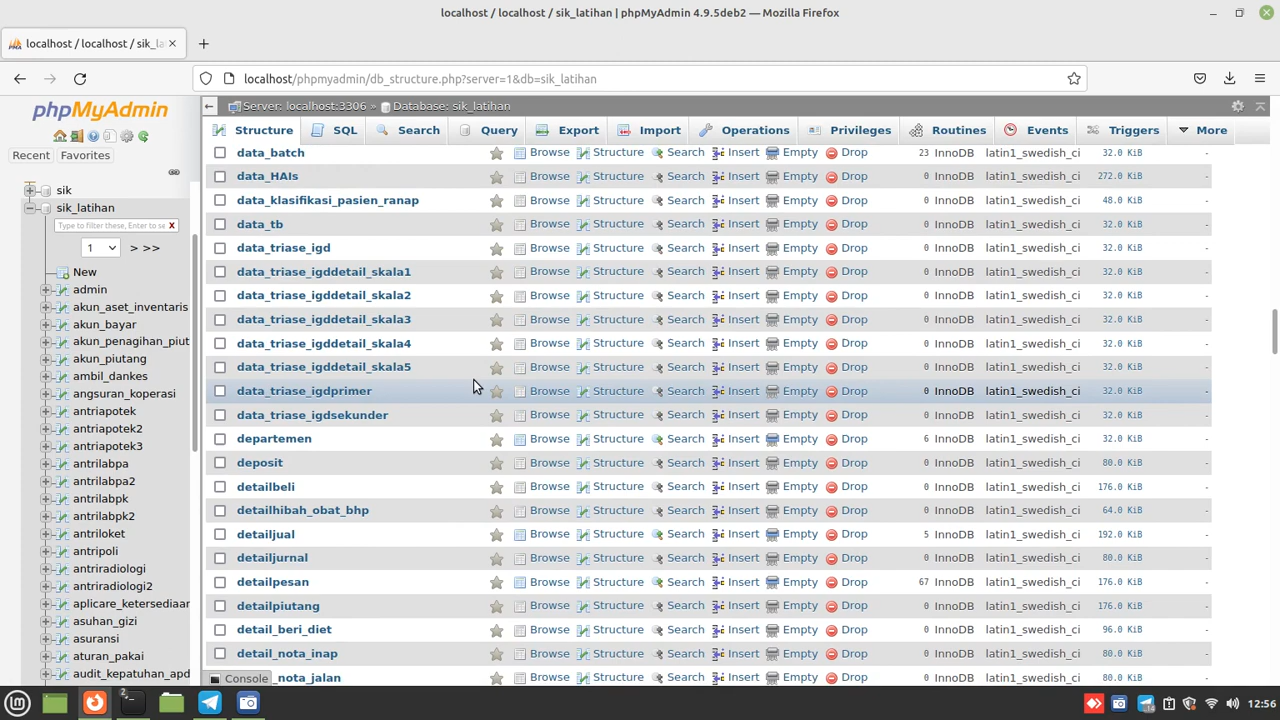 localhost / localhost / sik_latihan | phpMyAdmin 4.9.5deb2 — Mozilla Firefox
localhost / localhost / sik_la
localhost/phpmyadmin/db_structure.php?server=1&db=sik_latihan
phpMyAdmin
Recent Favorites
sik
sik_latihan
Type to filter these, Enter to se X
1 > >>
New
admin
akun_aset_inventaris
akun_bayar
akun_penagihan_piut
akun_piutang
ambil_dankes
angsuran_koperasi
antriapotek
antriapotek2
antriapotek3
antrilabpa
antrilabpa2
antrilabpk
antrilabpk2
antriloket
antripoli
antriradiologi
antriradiologi2
aplicare_ketersediaan
asuhan_gizi
asuransi
aturan_pakai
audit_kepatuhan_apd
Server: localhost:3306 » Database: sik_latihan
Structure SQL Search Query Export Import Operations Privileges Routines Events Triggers More
data_batch Browse Structure Search Insert Empty Drop 23 InnoDB latin1_swedish_ci 32.0 KiB -
data_HAIs Browse Structure Search Insert Empty Drop 0 InnoDB latin1_swedish_ci 272.0 KiB -
data_klasifikasi_pasien_ranap Browse Structure Search Insert Empty Drop 0 InnoDB latin1_swedish_ci 48.0 KiB -
data_tb Browse Structure Search Insert Empty Drop 0 InnoDB latin1_swedish_ci 32.0 KiB -
data_triase_igd Browse Structure Search Insert Empty Drop 0 InnoDB latin1_swedish_ci 32.0 KiB -
data_triase_igddetail_skala1 Browse Structure Search Insert Empty Drop 0 InnoDB latin1_swedish_ci 32.0 KiB -
data_triase_igddetail_skala2 Browse Structure Search Insert Empty Drop 0 InnoDB latin1_swedish_ci 32.0 KiB -
data_triase_igddetail_skala3 Browse Structure Search Insert Empty Drop 0 InnoDB latin1_swedish_ci 32.0 KiB -
data_triase_igddetail_skala4 Browse Structure Search Insert Empty Drop 0 InnoDB latin1_swedish_ci 32.0 KiB -
data_triase_igddetail_skala5 Browse Structure Search Insert Empty Drop 0 InnoDB latin1_swedish_ci 32.0 KiB -
data_triase_igdprimer Browse Structure Search Insert Empty Drop 0 InnoDB latin1_swedish_ci 32.0 KiB -
data_triase_igdsekunder Browse Structure Search Insert Empty Drop 0 InnoDB latin1_swedish_ci 32.0 KiB -
departemen Browse Structure Search Insert Empty Drop 6 InnoDB latin1_swedish_ci 32.0 KiB -
deposit Browse Structure Search Insert Empty Drop 0 InnoDB latin1_swedish_ci 80.0 KiB -
detailbeli Browse Structure Search Insert Empty Drop 0 InnoDB latin1_swedish_ci 176.0 KiB -
detailhibah_obat_bhp Browse Structure Search Insert Empty Drop 0 InnoDB latin1_swedish_ci 64.0 KiB -
detailjual Browse Structure Search Insert Empty Drop 5 InnoDB latin1_swedish_ci 192.0 KiB -
detailjurnal Browse Structure Search Insert Empty Drop 0 InnoDB latin1_swedish_ci 80.0 KiB -
detailpesan Browse Structure Search Insert Empty Drop 67 InnoDB latin1_swedish_ci 176.0 KiB -
detailpiutang Browse Structure Search Insert Empty Drop 0 InnoDB latin1_swedish_ci 176.0 KiB -
detail_beri_diet Browse Structure Search Insert Empty Drop 0 InnoDB latin1_swedish_ci 96.0 KiB -
detail_nota_inap Browse Structure Search Insert Empty Drop 0 InnoDB latin1_swedish_ci 80.0 KiB -
_nota_jalan Browse Structure Search Insert Empty Drop 0 InnoDB latin1_swedish_ci 80.0 KiB -
Console
2
12:56